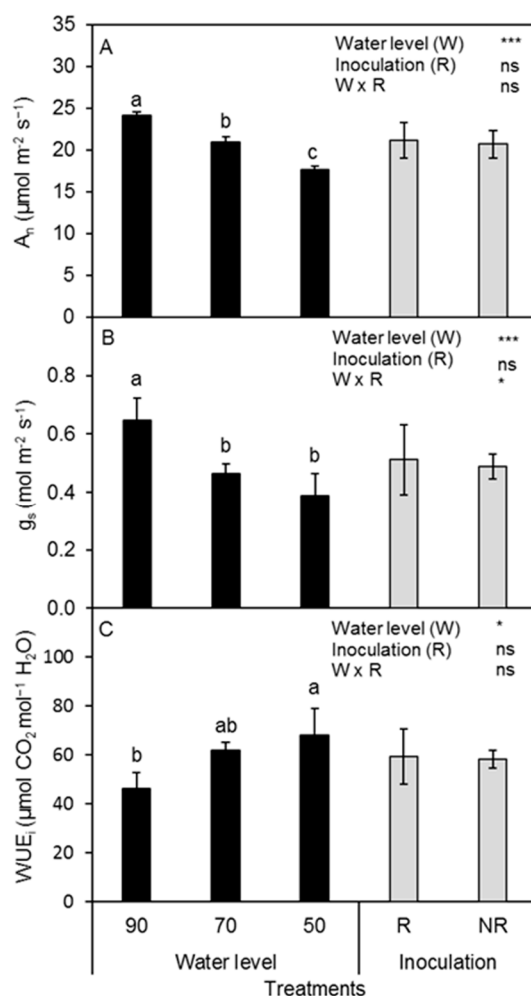 A
Water level (W) ***
Inoculation (R) ns
W x R ns
35
30
25
20
15
10
5
0
Aₙ (µmol m⁻² s⁻¹)
a
b
c
B
Water level (W) ***
Inoculation (R) ns
W x R *
0.8
0.6
0.4
0.2
0.0
gₛ (mol m⁻² s⁻¹)
a
b
b
C
Water level (W) *
Inoculation (R) ns
W x R ns
100
80
60
40
20
0
WUEᵢ (µmol CO₂ mol⁻¹ H₂O)
b
ab
a
90 70 50 R NR
Water level Inoculation
Treatments